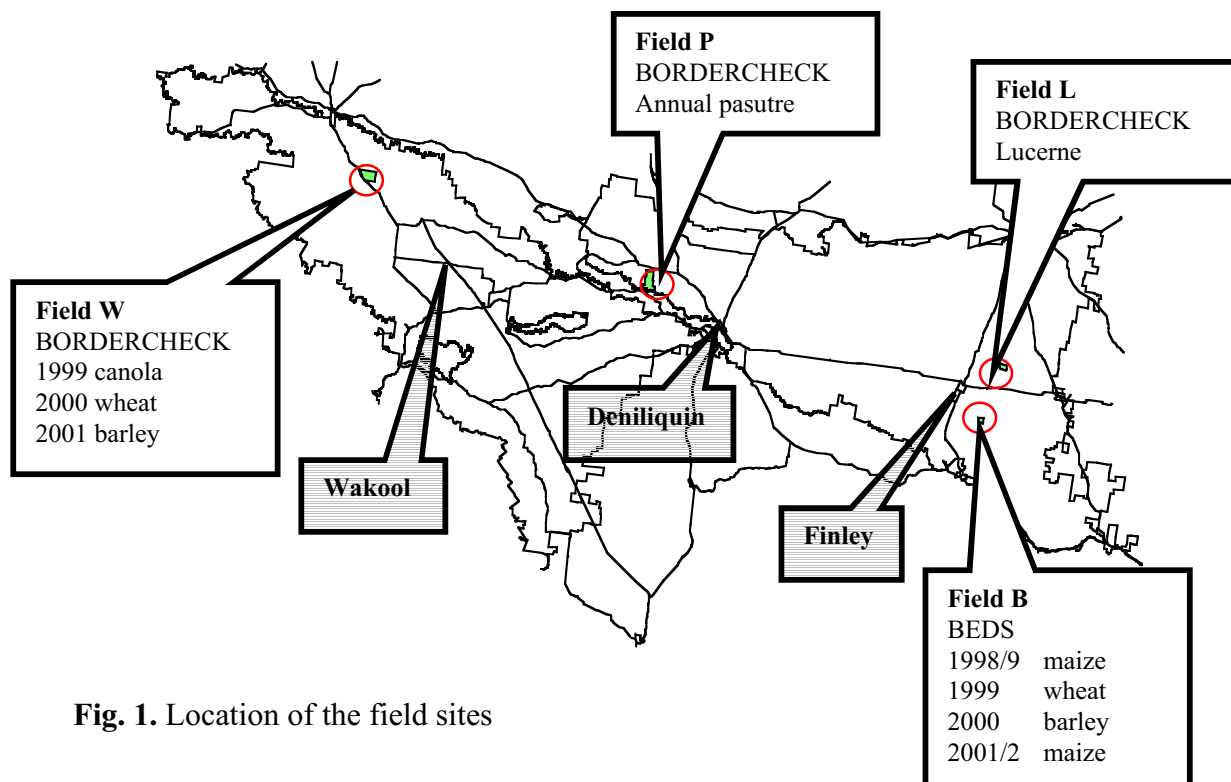 Field P
BORDERCHECK
Annual pasutre
Field L
BORDERCHECK
Lucerne
Field W
BORDERCHECK
1999 canola
2000 wheat
2001 barley
Deniliquin
Wakool
Finley
Field B
BEDS
1998/9 maize
1999 wheat
2000 barley
2001/2 maize
Fig. 1. Location of the field sites